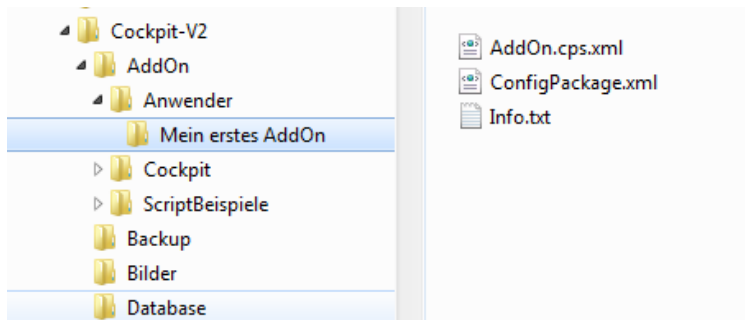 Cockpit-V2
AddOn
Anwender
Mein erstes AddOn
Cockpit
ScriptBeispiele
Backup
Bilder
Database
AddOn.cps.xml
ConfigPackage.xml
Info.txt